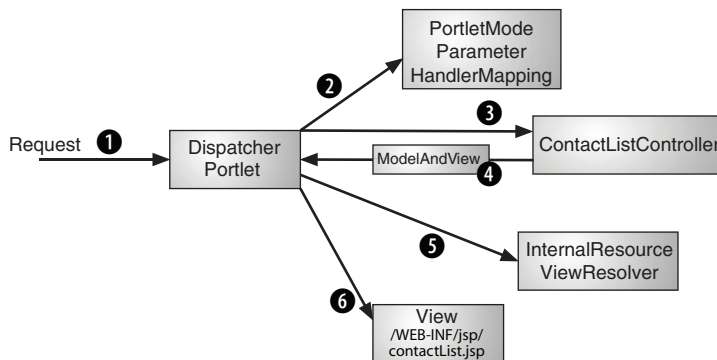 PortletMode
Parameter
HandlerMapping
2
3
Request
1
Dispatcher
Portlet
ModelAndView
4
ContactListController
5
InternalResource
ViewResolver
6
View
/WEB-INF/jsp/
contactList.jsp